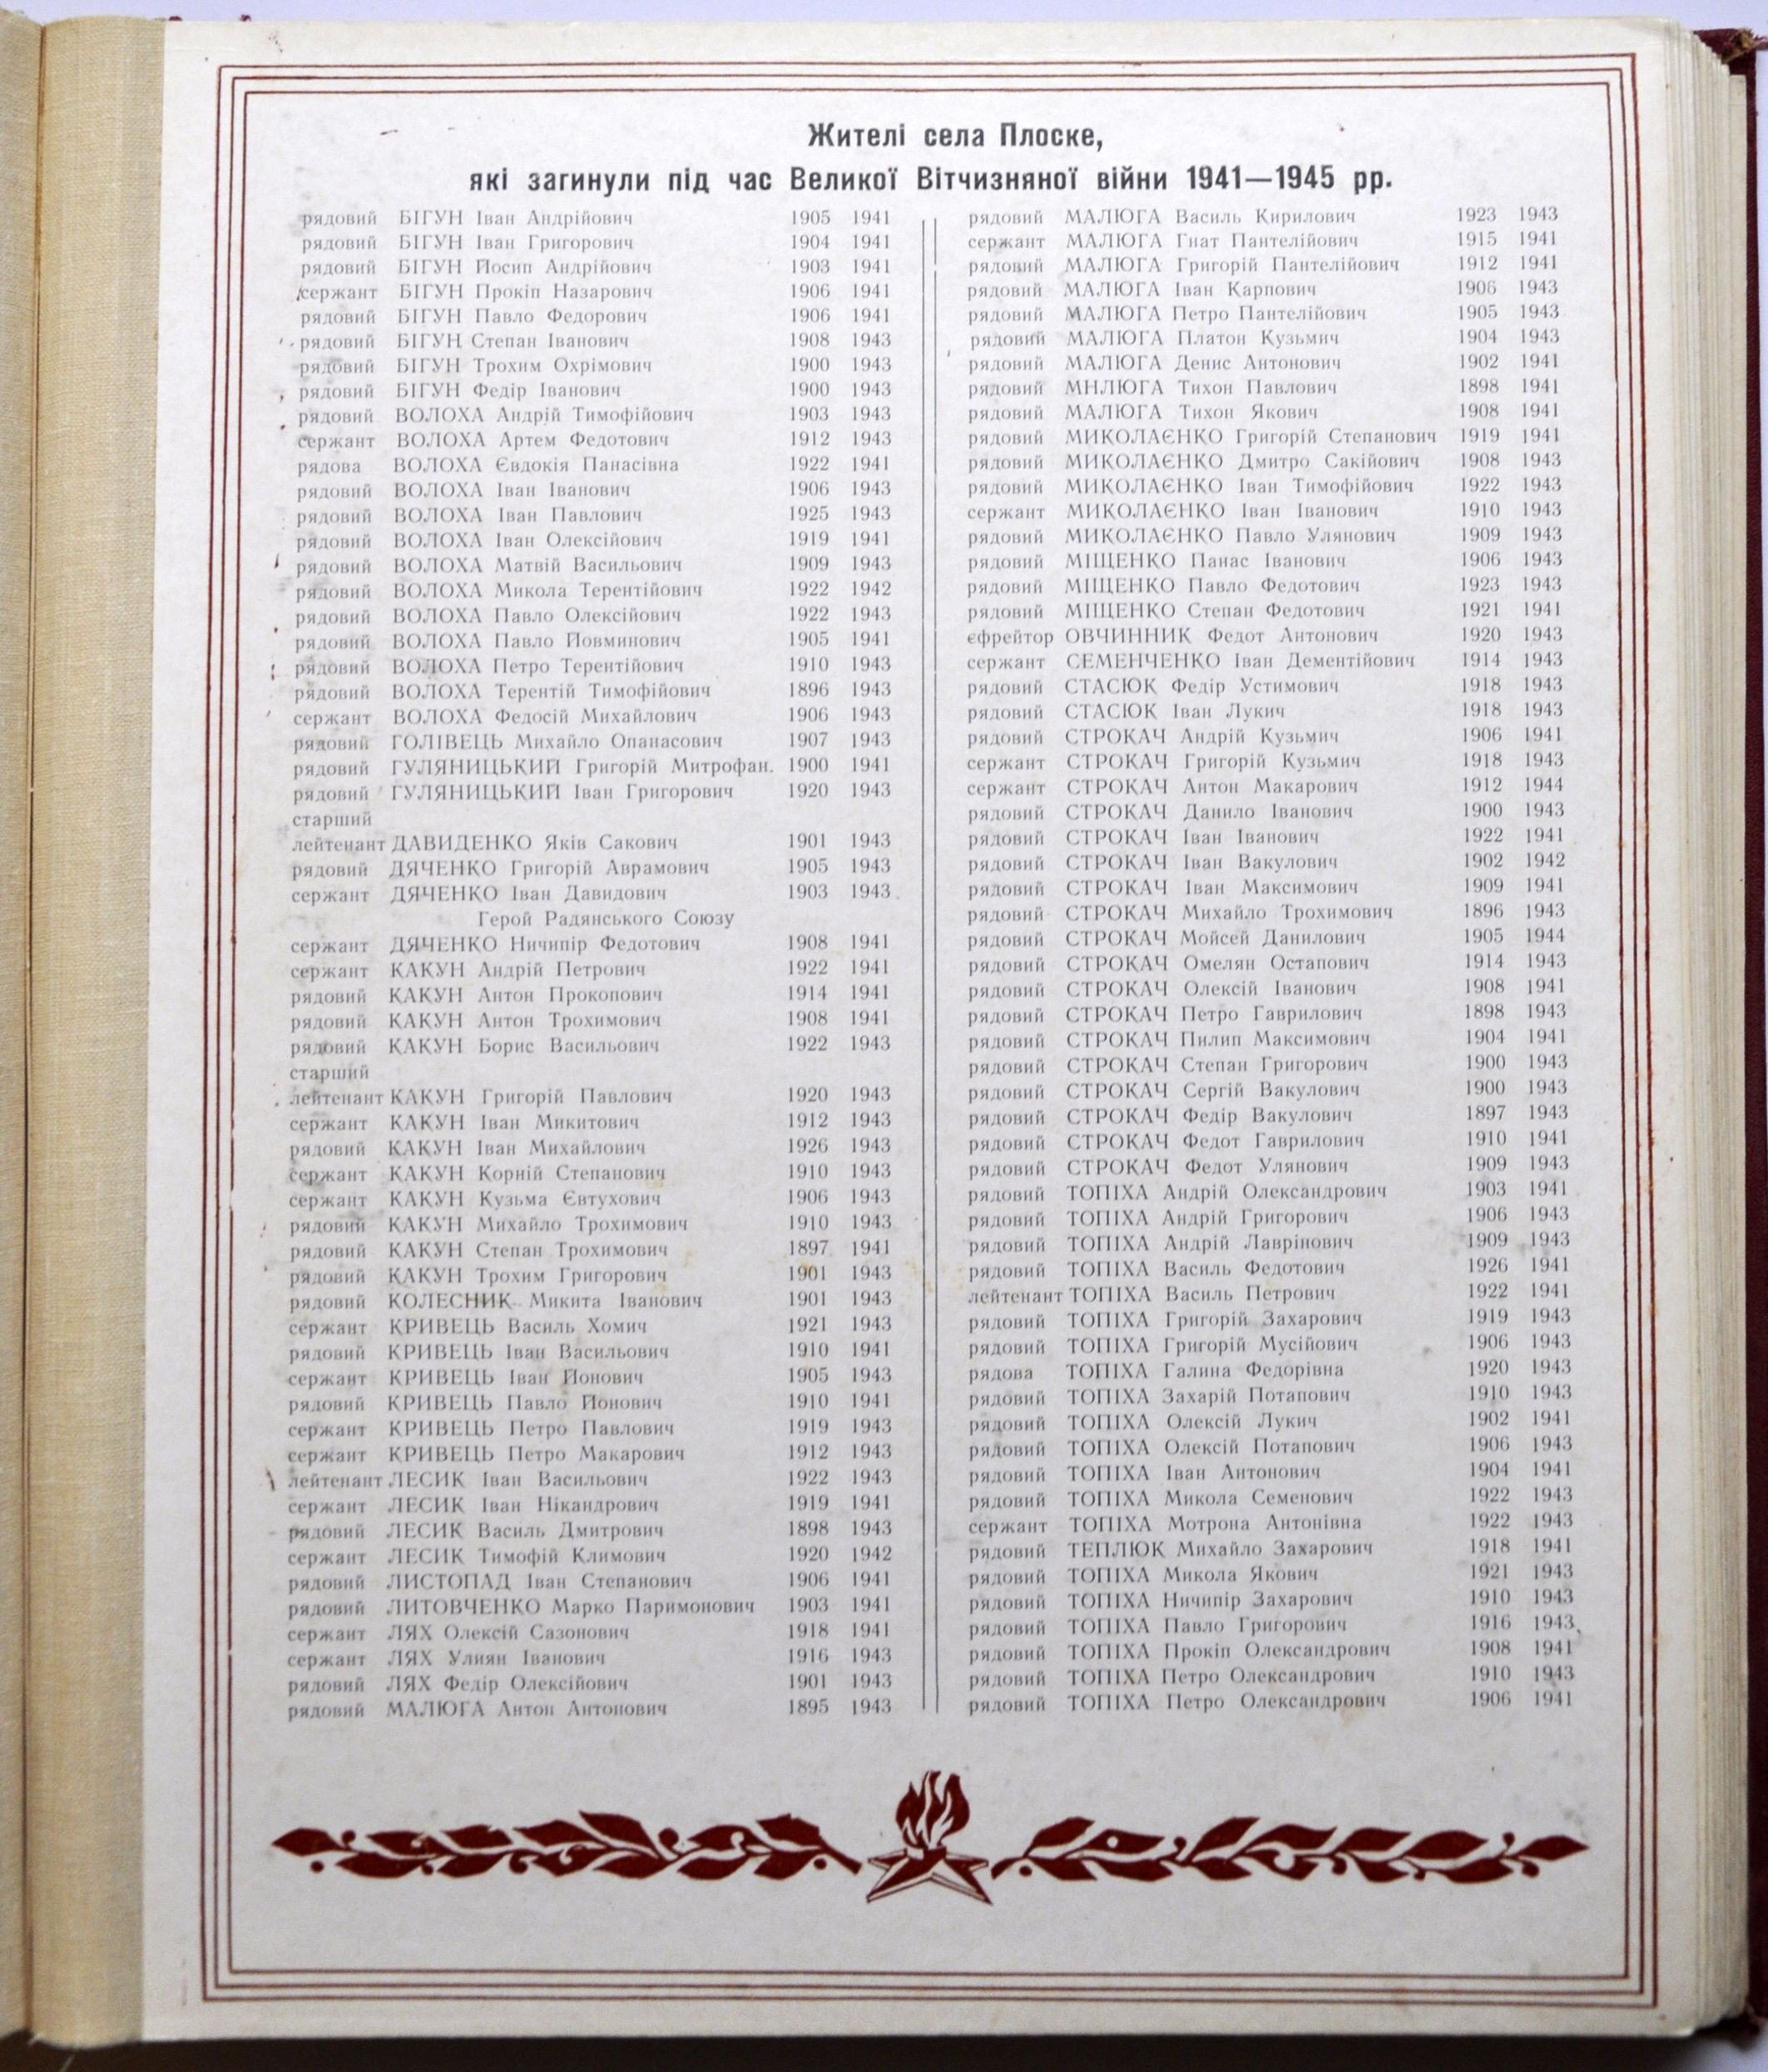 Жителі села Плоске,
які загинули під час Великої Вітчизняної війни 1941—1945 рр.
рядовий БІГУН Іван Андрійович 1905 1941
рядовий БІГУН Іван Григорович 1904 1941
рядовий БІГУН Йосип Андрійович 1903 1941
сержант БІГУН Прокіп Назарович 1906 1941
рядовий БІГУН Павло Федорович 1906 1941
рядовий БІГУН Степан Іванович 1908 1943
рядовий БІГУН Трохим Охрімович 1900 1943
рядовий БІГУН Федір Іванович 1900 1943
рядовий ВОЛОХА Андрій Тимофійович 1903 1943
сержант ВОЛОХА Артем Федотович 1912 1943
рядова ВОЛОХА Євдокія Панасівна 1922 1941
рядовий ВОЛОХА Іван Іванович 1906 1943
рядовий ВОЛОХА Іван Павлович 1925 1943
рядовий ВОЛОХА Іван Олексійович 1919 1941
рядовий ВОЛОХА Матвій Васильович 1909 1943
рядовий ВОЛОХА Микола Терентійович 1922 1942
рядовий ВОЛОХА Павло Олексійович 1922 1943
рядовий ВОЛОХА Павло Йовминович 1905 1941
рядовий ВОЛОХА Петро Терентійович 1910 1943
рядовий ВОЛОХА Терентій Тимофійович 1896 1943
сержант ВОЛОХА Федосій Михайлович 1906 1943
рядовий ГОЛІВЕЦЬ Михайло Опанасович 1907 1943
рядовий ГУЛЯНИЦЬКИЙ Григорій Митрофан. 1900 1941
рядовий ГУЛЯНИЦЬКИЙ Іван Григорович 1920 1943
старший
лейтенант ДАВИДЕНКО Яків Сакович 1901 1943
рядовий ДЯЧЕНКО Григорій Аврамович 1905 1943
сержант ДЯЧЕНКО Іван Давидович 1903 1943
Герой Радянського Союзу
сержант ДЯЧЕНКО Ничипір Федотович 1908 1941
сержант КАКУН Андрій Петрович 1922 1941
рядовий КАКУН Антон Прокопович 1914 1941
рядовий КАКУН Антон Трохимович 1908 1941
рядовий КАКУН Борис Васильович 1922 1943
старший
лейтенант КАКУН Григорій Павлович 1920 1943
сержант КАКУН Іван Микитович 1912 1943
рядовий КАКУН Іван Михайлович 1926 1943
сержант КАКУН Корній Степанович 1910 1943
сержант КАКУН Кузьма Євтухович 1906 1943
рядовий КАКУН Михайло Трохимович 1910 1943
рядовий КАКУН Степан Трохимович 1897 1941
рядовий КАКУН Трохим Григорович 1901 1943
рядовий КОЛЕСНИК Микита Іванович 1901 1943
сержант КРИВЕЦЬ Василь Хомич 1921 1943
рядовий КРИВЕЦЬ Іван Васильович 1910 1941
сержант КРИВЕЦЬ Іван Йонович 1905 1943
рядовий КРИВЕЦЬ Павло Йонович 1910 1941
сержант КРИВЕЦЬ Петро Павлович 1919 1943
сержант КРИВЕЦЬ Петро Макарович 1912 1943
лейтенант ЛЕСИК Іван Васильович 1922 1943
сержант ЛЕСИК Іван Нікандрович 1919 1941
рядовий ЛЕСИК Василь Дмитрович 1898 1943
сержант ЛЕСИК Тимофій Климович 1920 1942
рядовий ЛИСТОПАД Іван Степанович 1906 1941
рядовий ЛИТОВЧЕНКО Марко Паримонович 1903 1941
сержант ЛЯХ Олексій Сазонович 1918 1941
сержант ЛЯХ Улиян Іванович 1916 1943
рядовий ЛЯХ Федір Олексійович 1901 1943
рядовий МАЛЮГА Антон Антонович 1895 1943
рядовий МАЛЮГА Василь Кирилович 1923 1943
сержант МАЛЮГА Гнат Пантелійович 1915 1941
рядовий МАЛЮГА Григорій Пантелійович 1912 1941
рядовий МАЛЮГА Іван Карпович 1906 1943
рядовий МАЛЮГА Петро Пантелійович 1905 1943
рядовий МАЛЮГА Платон Кузьмич 1904 1943
рядовий МАЛЮГА Денис Антонович 1902 1941
рядовий МНЛЮГА Тихон Павлович 1898 1941
рядовий МАЛЮГА Тихон Якович 1908 1941
рядовий МИКОЛАЄНКО Григорій Степанович 1919 1941
рядовий МИКОЛАЄНКО Дмитро Сакійович 1908 1943
рядовий МИКОЛАЄНКО Іван Тимофійович 1922 1943
сержант МИКОЛАЄНКО Іван Іванович 1910 1943
рядовий МИКОЛАЄНКО Павло Улянович 1909 1943
рядовий МІЩЕНКО Панас Іванович 1906 1943
рядовий МІЩЕНКО Павло Федотович 1923 1943
рядовий МІЩЕНКО Степан Федотович 1921 1941
єфрейтор ОВЧИННИК Федот Антонович 1920 1943
сержант СЕМЕНЧЕНКО Іван Дементійович 1914 1943
рядовий СТАСЮК Федір Устимович 1918 1943
рядовий СТАСЮК Іван Лукич 1918 1943
рядовий СТРОКАЧ Андрій Кузьмич 1906 1941
сержант СТРОКАЧ Григорій Кузьмич 1918 1943
сержант СТРОКАЧ Антон Макарович 1912 1944
рядовий СТРОКАЧ Данило Іванович 1900 1943
рядовий СТРОКАЧ Іван Іванович 1922 1941
рядовий СТРОКАЧ Іван Вакулович 1902 1942
рядовий СТРОКАЧ Іван Максимович 1909 1941
рядовий СТРОКАЧ Михайло Трохимович 1896 1943
рядовий СТРОКАЧ Мойсей Данилович 1905 1944
рядовий СТРОКАЧ Омелян Остапович 1914 1943
рядовий СТРОКАЧ Олексій Іванович 1908 1941
рядовий СТРОКАЧ Петро Гаврилович 1898 1943
рядовий СТРОКАЧ Пилип Максимович 1904 1941
рядовий СТРОКАЧ Степан Григорович 1900 1943
рядовий СТРОКАЧ Сергій Вакулович 1900 1943
рядовий СТРОКАЧ Федір Вакулович 1897 1943
рядовий СТРОКАЧ Федот Гаврилович 1910 1941
рядовий СТРОКАЧ Федот Улянович 1909 1943
рядовий ТОПІХА Андрій Олександрович 1903 1941
рядовий ТОПІХА Андрій Григорович 1906 1943
рядовий ТОПІХА Андрій Лаврінович 1909 1943
рядовий ТОПІХА Василь Федотович 1926 1941
лейтенант ТОПІХА Василь Петрович 1922 1941
рядовий ТОПІХА Григорій Захарович 1919 1943
рядовий ТОПІХА Григорій Мусійович 1906 1943
рядова ТОПІХА Галина Федорівна 1920 1943
рядовий ТОПІХА Захарій Потапович 1910 1943
рядовий ТОПІХА Олексій Лукич 1902 1941
рядовий ТОПІХА Олексій Потапович 1906 1943
рядовий ТОПІХА Іван Антонович 1904 1941
рядовий ТОПІХА Микола Семенович 1922 1943
сержант ТОПІХА Мотрона Антонівна 1922 1943
рядовий ТЕПЛЮК Михайло Захарович 1918 1941
рядовий ТОПІХА Микола Якович 1921 1943
рядовий ТОПІХА Ничипір Захарович 1910 1943
рядовий ТОПІХА Павло Григорович 1916 1943
рядовий ТОПІХА Прокіп Олександрович 1908 1941
рядовий ТОПІХА Петро Олександрович 1910 1943
рядовий ТОПІХА Петро Олександрович 1906 1941